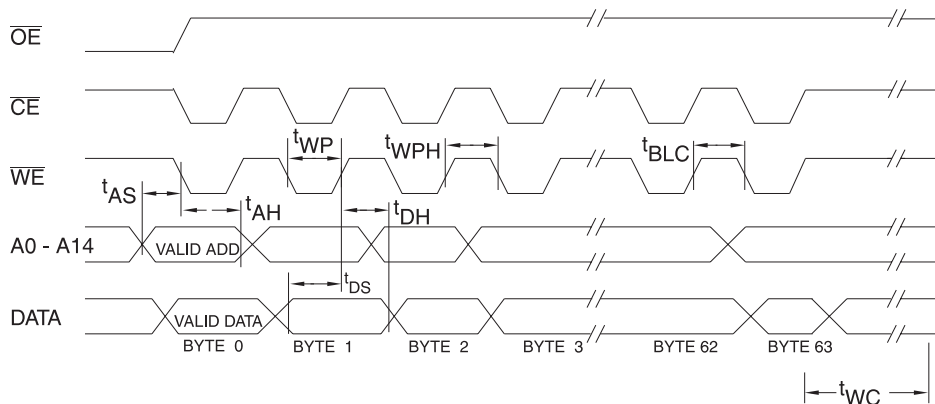 OE
CE
tWP
tWPH
tBLC
WE
tAS
tAH
tDH
A0 - A14
VALID ADD
tDS
DATA
VALID DATA
BYTE 0 BYTE 1 BYTE 2 BYTE 3 BYTE 62 BYTE 63
tWC